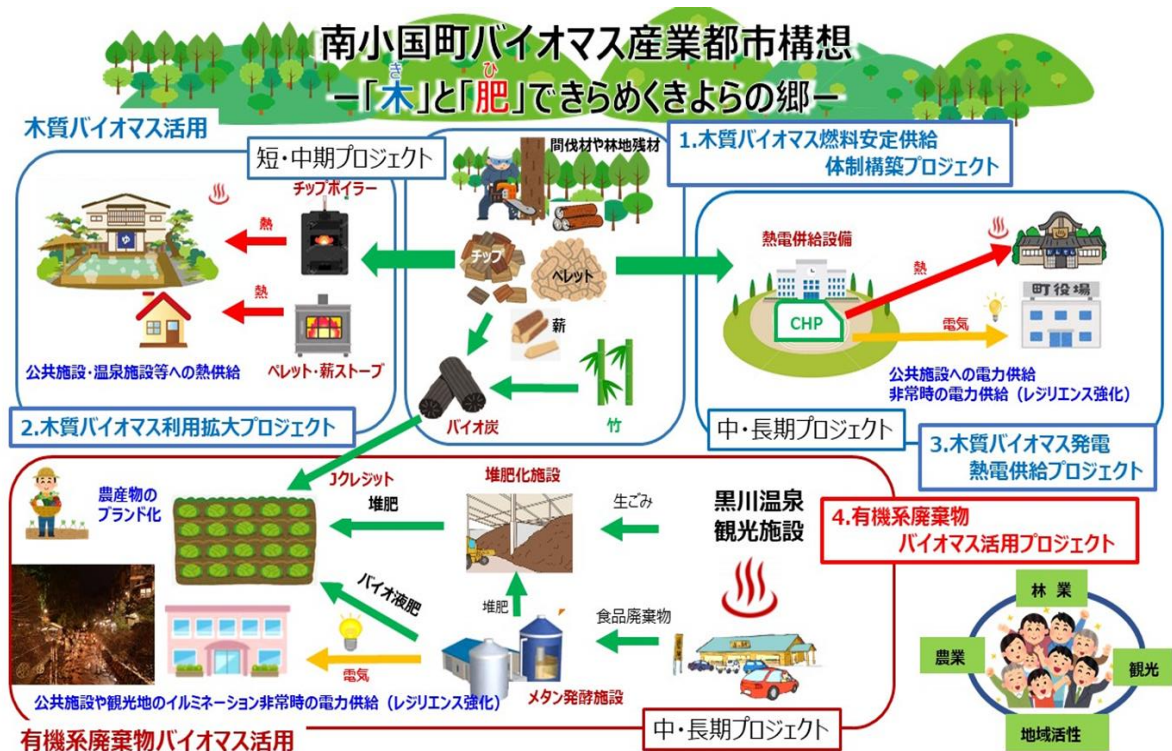 南小国町バイオマス産業都市構想
き ひ
ー「木」と「肥」できらめくきよらの郷ー
木質バイオマス活用
短・中期プロジェクト
チップボイラー
熱
熱
ペレット・薪ストーブ
公共施設・温泉施設等への熱供給
2.木質バイオマス利用拡大プロジェクト
ゆ
間伐材や林地残材
チップ
ペレット
薪
バイオ炭
竹
1.木質バイオマス燃料安定供給
体制構築プロジェクト
熱電供給設備
CHP
熱
電気
町役場
公共施設への電力供給
非常時の電力供給（レジリエンス強化）
中・長期プロジェクト
3.木質バイオマス発電
熱電供給プロジェクト
農産物の
ブランド化
Jクレジット
堆肥
堆肥化施設
生ごみ
黒川温泉
観光施設
4.有機系廃棄物
バイオマス活用プロジェクト
バイオ液肥
堆肥
食品廃棄物
電気
メタン発酵施設
公共施設や観光地のイルミネーション非常時の電力供給（レジリエンス強化）
中・長期プロジェクト
有機系廃棄物バイオマス活用
林業
農業
観光
地域活性